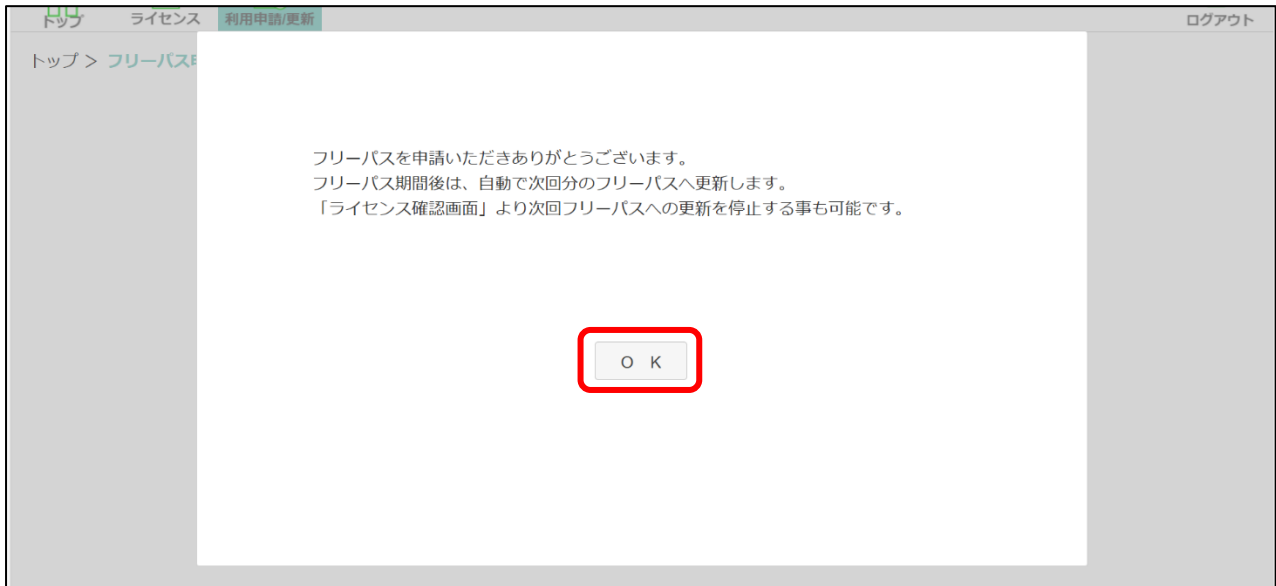 トップ
ライセンス
利用申請/更新
ログアウト
トップ > フリーパス
フリーパスを申請いただきありがとうございます。
フリーパス期間後は、自動で次回分のフリーパスへ更新します。
「ライセンス確認画面」より次回フリーパスへの更新を停止する事も可能です。
O K